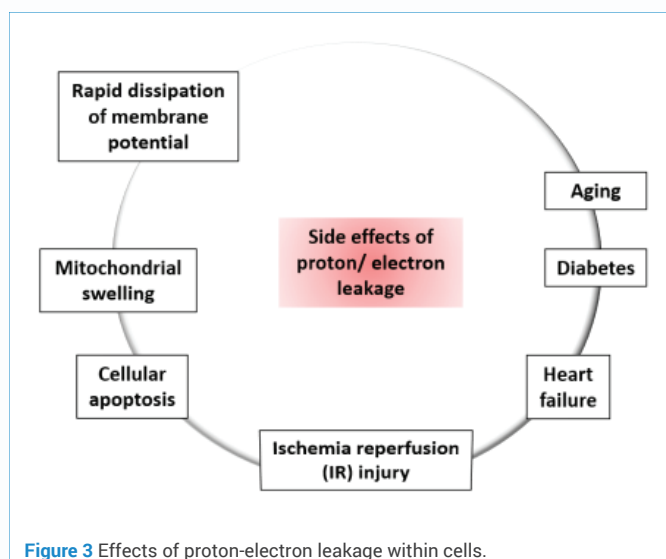 Rapid dissipation
of membrane
potential
Aging
Side effects of
proton/ electron
leakage
Mitochondrial
swelling
Diabetes
Cellular
apoptosis
Heart
failure
Ischemia reperfusion
(IR) injury
Figure 3 Effects of proton-electron leakage within cells.